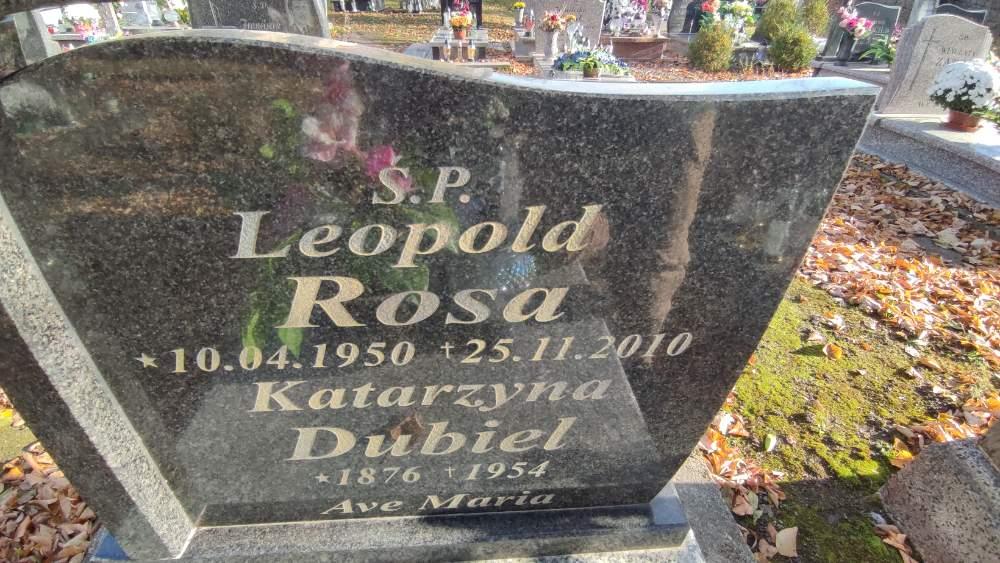 Ś.P.
Leopold
Rosa
*10.04.1950 †25.11.2010
Katarzyna
Dubiel
*1876 †1954
Ave Maria